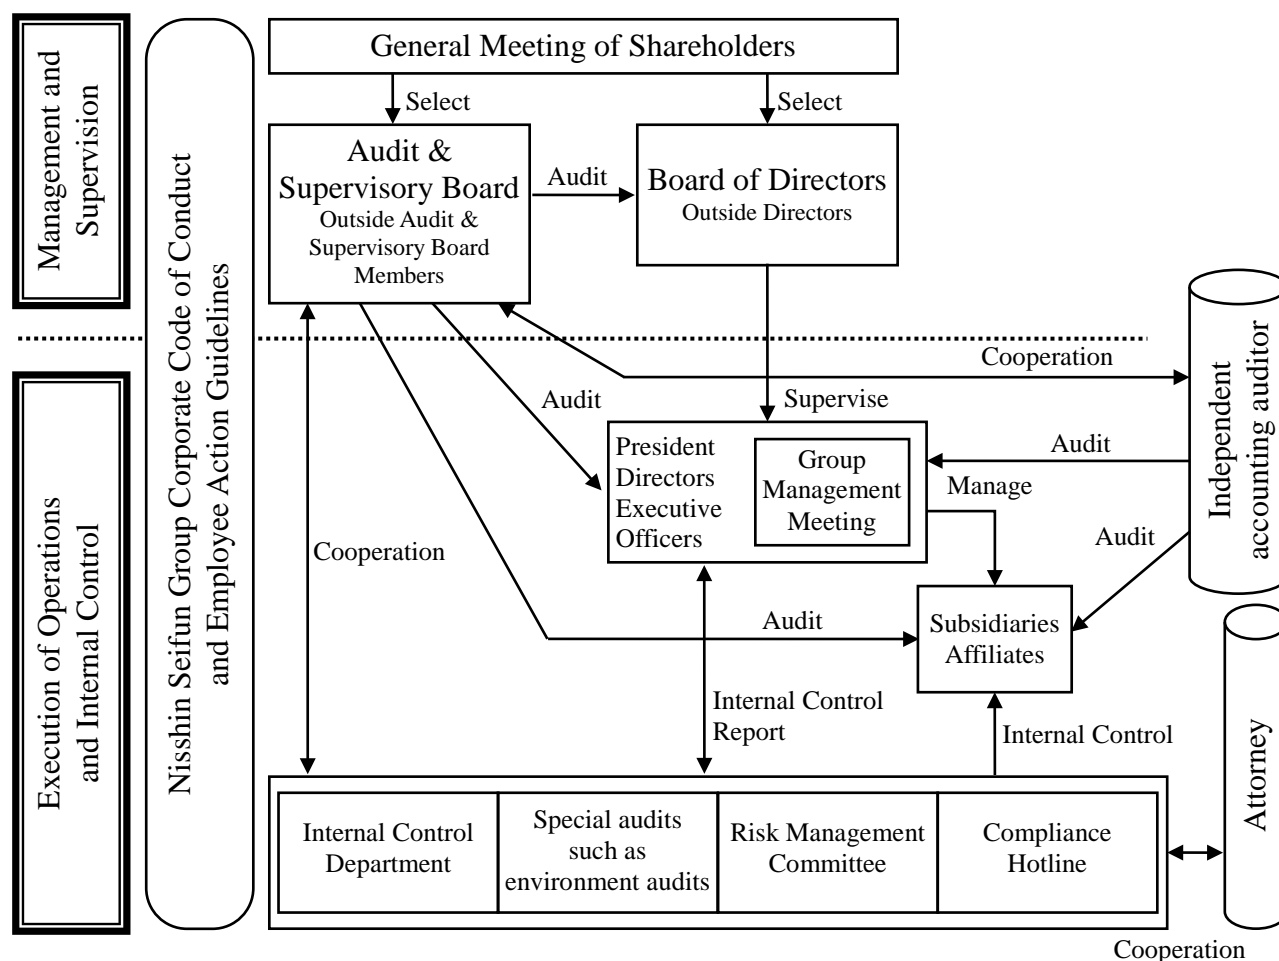 Management and
Supervision
Execution of Operations
and Internal Control
Nisshin Seifun Group Corporate Code of Conduct
and Employee Action Guidelines
General Meeting of Shareholders
Select
Select
Audit &
Supervisory Board
Outside Audit &
Supervisory Board
Members
Audit
Board of Directors
Outside Directors
Cooperation
Audit
Supervise
President
Directors
Executive
Officers
Group
Management
Meeting
Audit
Manage
Independent
accounting auditor
Cooperation
Audit
Audit
Subsidiaries
Affiliates
Internal Control
Report
Internal Control
Attorney
Internal Control
Department
Special audits
such as
environment audits
Risk Management
Committee
Compliance
Hotline
Cooperation